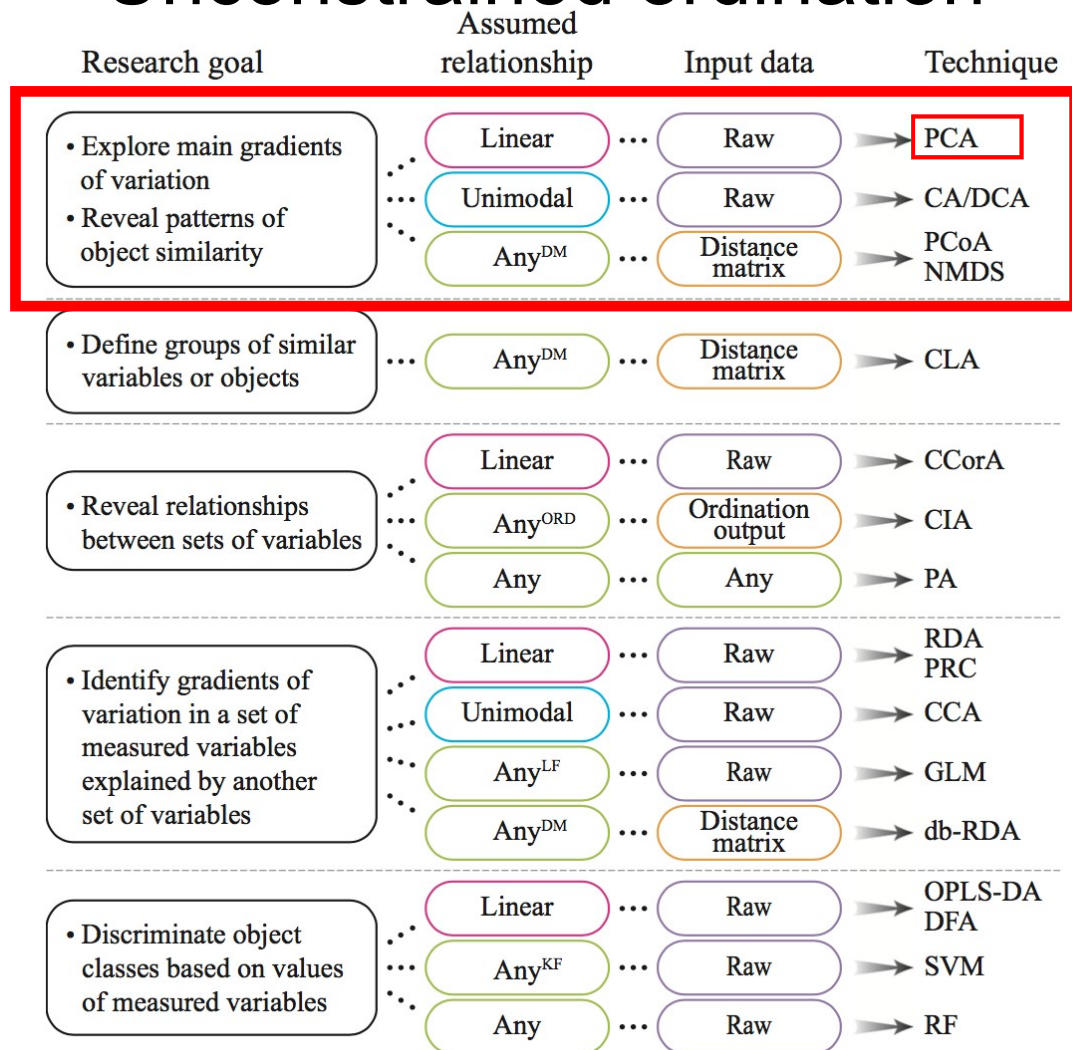 Unconstrained ordination
Research goal
Assumed
relationship
Input data
Technique
• Explore main gradients
of variation
• Reveal patterns of
object similarity
Linear ••• Raw PCA
Unimodal ••• Raw CA/DCA
AnyDM ••• Distance
matrix
PCoA
NMDS
• Define groups of similar
variables or objects
AnyDM ••• Distance
matrix
CLA
• Reveal relationships
between sets of variables
Linear ••• Raw CCorA
AnyORD ••• Ordination
output
CIA
Any ••• Any PA
• Identify gradients of
variation in a set of
measured variables
explained by another
set of variables
Linear ••• Raw RDA
PRC
Unimodal ••• Raw CCA
AnyLF ••• Raw GLM
AnyDM ••• Distance
matrix
db-RDA
• Discriminate object
classes based on values
of measured variables
Linear ••• Raw OPLS-DA
DFA
AnyKF ••• Raw SVM
Any ••• Raw RF